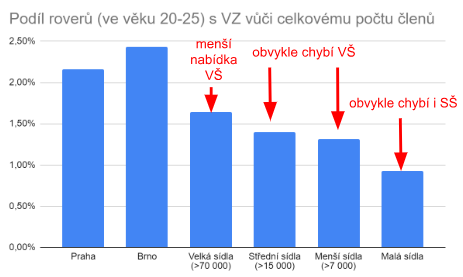 Podíl roverů (ve věku 20-25) s VZ vůči celkovému počtu členů
2,50%
2,00%
1,50%
1,00%
0,50%
0,00%
menší
nabídka
VŠ
obvykle chybí VŠ
obvykle chybí i SŠ
Praha
Brno
Velká sídla
(>70 000)
Střední sídla
(>15 000)
Menší sídla
(>7 000)
Malá sídla